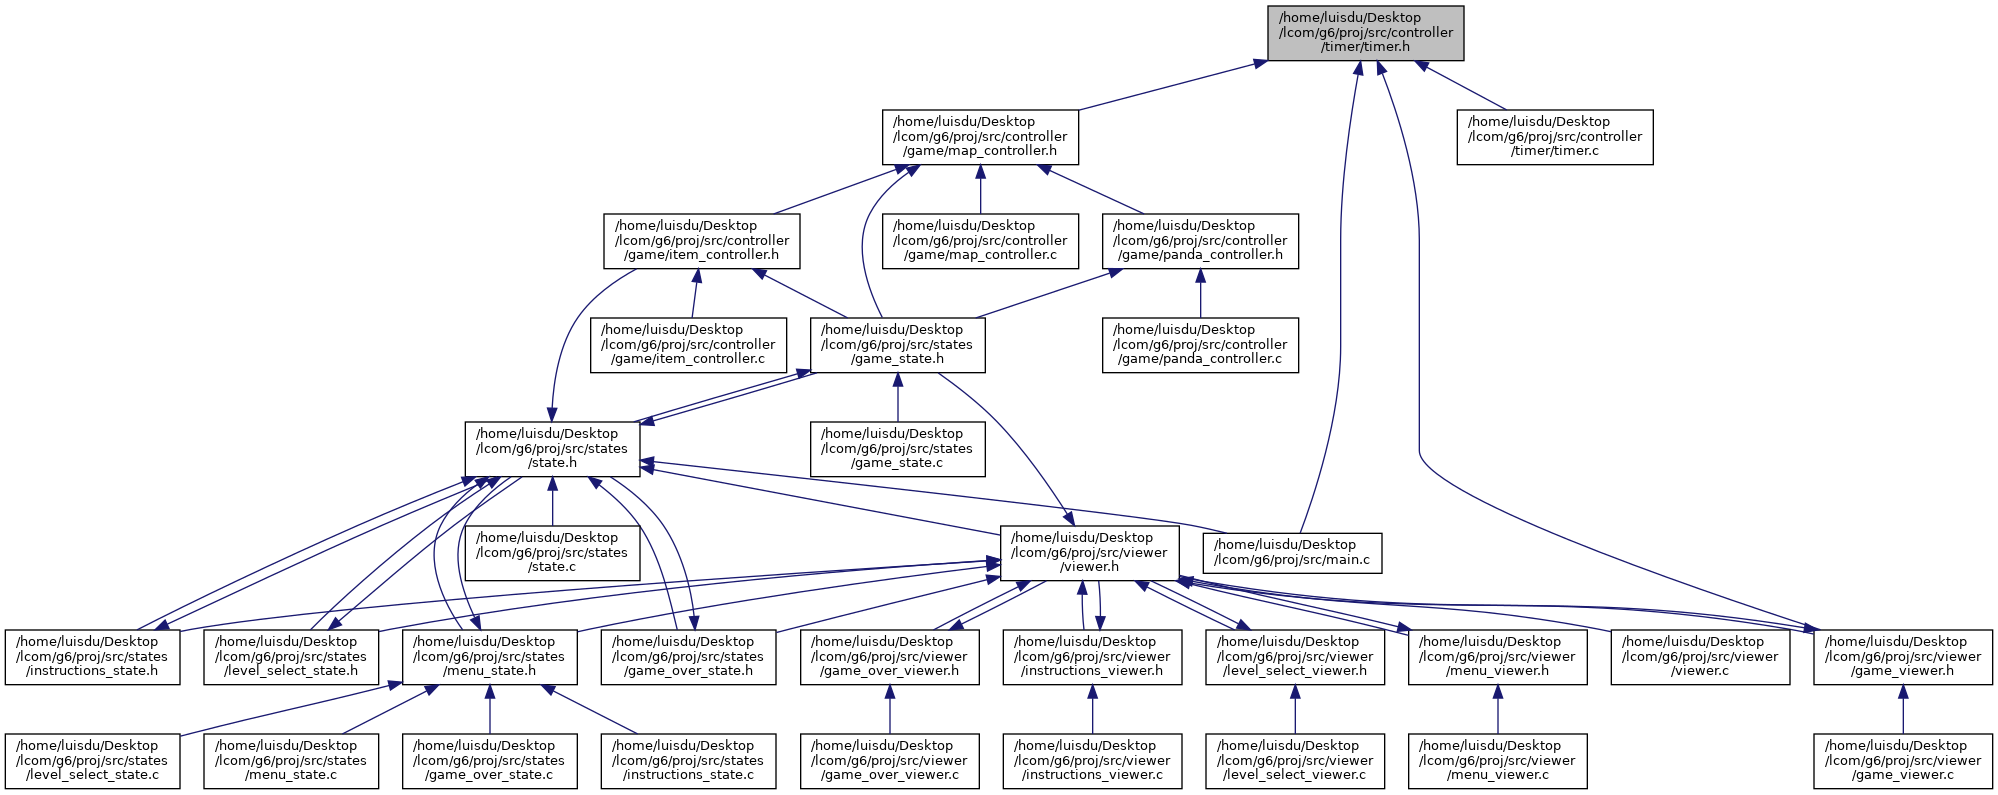 /home/luisdu/Desktop
/lcom/g6/proj/src/controller
/timer/timer.h
/home/luisdu/Desktop
/lcom/g6/proj/src/controller
/game/map_controller.h
/home/luisdu/Desktop
/lcom/g6/proj/src/controller
/timer/timer.c
/home/luisdu/Desktop
/lcom/g6/proj/src/controller
/game/item_controller.h
/home/luisdu/Desktop
/lcom/g6/proj/src/controller
/game/map_controller.c
/home/luisdu/Desktop
/lcom/g6/proj/src/controller
/game/panda_controller.h
/home/luisdu/Desktop
/lcom/g6/proj/src/controller
/game/item_controller.c
/home/luisdu/Desktop
/lcom/g6/proj/src/states
/game_state.h
/home/luisdu/Desktop
/lcom/g6/proj/src/controller
/game/panda_controller.c
/home/luisdu/Desktop
/lcom/g6/proj/src/states
/state.h
/home/luisdu/Desktop
/lcom/g6/proj/src/states
/game_state.c
/home/luisdu/Desktop
/lcom/g6/proj/src/states
/state.c
/home/luisdu/Desktop
/lcom/g6/proj/src/viewer
/viewer.h
/home/luisdu/Desktop
/lcom/g6/proj/src/main.c
/home/luisdu/Desktop
/lcom/g6/proj/src/states
/instructions_state.h
/home/luisdu/Desktop
/lcom/g6/proj/src/states
/level_select_state.h
/home/luisdu/Desktop
/lcom/g6/proj/src/states
/menu_state.h
/home/luisdu/Desktop
/lcom/g6/proj/src/states
/game_over_state.h
/home/luisdu/Desktop
/lcom/g6/proj/src/viewer
/game_over_viewer.h
/home/luisdu/Desktop
/lcom/g6/proj/src/viewer
/instructions_viewer.h
/home/luisdu/Desktop
/lcom/g6/proj/src/viewer
/level_select_viewer.h
/home/luisdu/Desktop
/lcom/g6/proj/src/viewer
/menu_viewer.h
/home/luisdu/Desktop
/lcom/g6/proj/src/viewer
/viewer.c
/home/luisdu/Desktop
/lcom/g6/proj/src/viewer
/game_viewer.h
/home/luisdu/Desktop
/lcom/g6/proj/src/states
/level_select_state.c
/home/luisdu/Desktop
/lcom/g6/proj/src/states
/menu_state.c
/home/luisdu/Desktop
/lcom/g6/proj/src/states
/game_over_state.c
/home/luisdu/Desktop
/lcom/g6/proj/src/states
/instructions_state.c
/home/luisdu/Desktop
/lcom/g6/proj/src/viewer
/game_over_viewer.c
/home/luisdu/Desktop
/lcom/g6/proj/src/viewer
/instructions_viewer.c
/home/luisdu/Desktop
/lcom/g6/proj/src/viewer
/level_select_viewer.c
/home/luisdu/Desktop
/lcom/g6/proj/src/viewer
/menu_viewer.c
/home/luisdu/Desktop
/lcom/g6/proj/src/viewer
/game_viewer.c